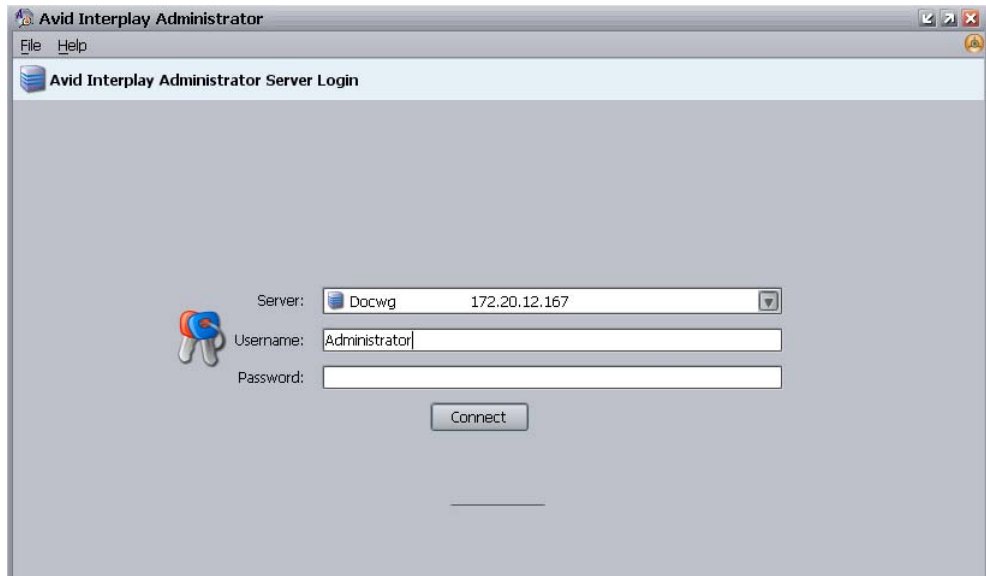 Avid Interplay Administrator
File Help
Avid Interplay Administrator Server Login
Server: Docwg 172.20.12.167
Username: Administrator
Password:
Connect